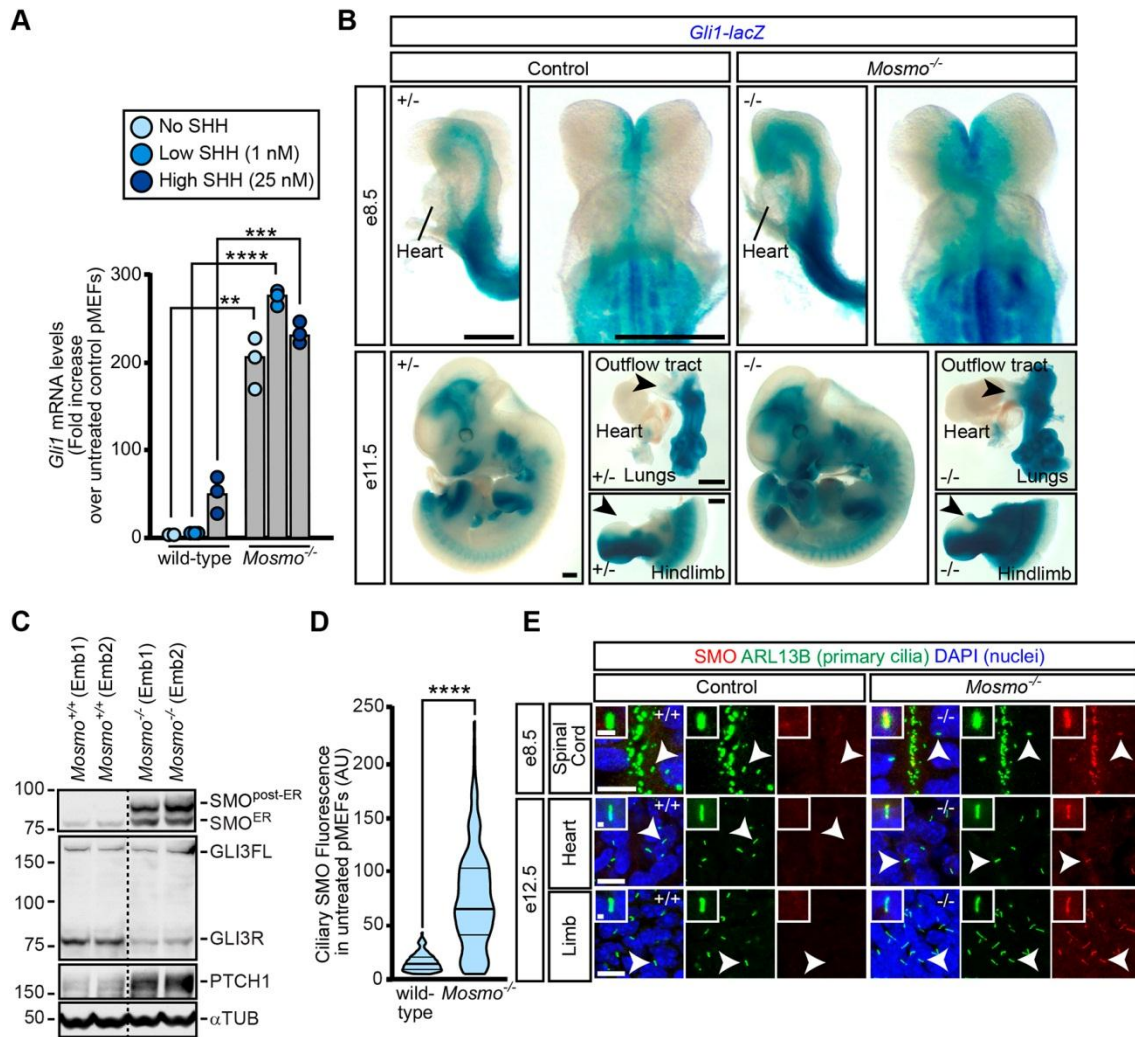 A
No SHH
Low SHH (1 nM)
High SHH (25 nM)
Gli1 mRNA levels
(Fold increase
over untreated control pMEFs)
300
200
100
0
**
****
***
wild-type
Mosmo-/-
B
Gli1-lacZ
Control
Mosmo-/-
e8.5
+/-
Heart
-/-
Heart
e11.5
+/-
Outflow tract
Heart
+/-
Lungs
+/-
Hindlimb
-/-
Outflow tract
Heart
-/-
Lungs
-/-
Hindlimb
C
Mosmo+/+ (Emb1)
Mosmo+/+ (Emb2)
Mosmo-/- (Emb1)
Mosmo-/- (Emb2)
100
75
SMOpost-ER
SMOER
150
GLI3FL
75
GLI3R
150
PTCH1
50
αTUB
D
Ciliary SMO Fluorescence
in untreated pMEFs (AU)
250
200
150
100
50
0
****
wild-
type
Mosmo-/-
E
SMO ARL13B (primary cilia) DAPI (nuclei)
Control
Mosmo-/-
e8.5
Spinal
Cord
+/+
-/-
e12.5
Heart
+/+
-/-
Limb
+/+
-/-